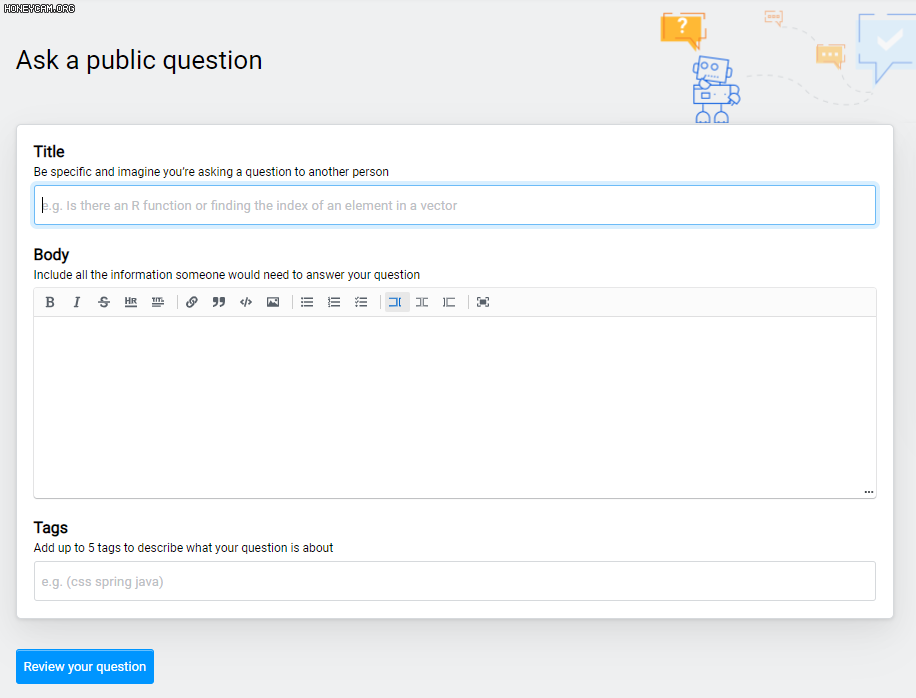 HONEYCAM.ORG
Ask a public question
?
Title
Be specific and imagine you're asking a question to another person
e.g. Is there an R function or finding the index of an element in a vector
Body
Include all the information someone would need to answer your question
B I S HR TITL
Tags
Add up to 5 tags to describe what your question is about
e.g. (css spring java)
Review your question